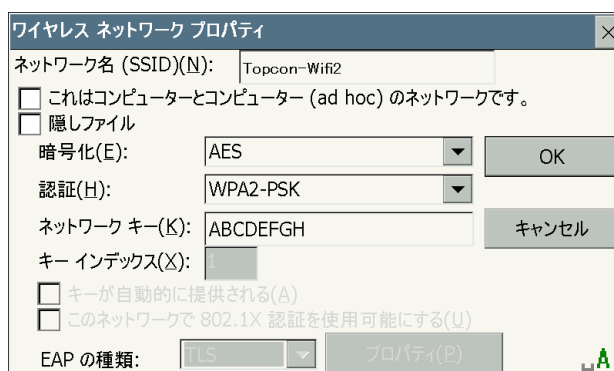 ワイヤレス ネットワーク プロパティ
ネットワーク名 (SSID)(N): Topcon-Wifi2
これはコンピューターとコンピューター (ad hoc) のネットワークです。
隠しファイル
暗号化(E): AES OK
認証(H): WPA2-PSK
ネットワーク キー(K): ABCDEFGH キャンセル
キー インデックス(X): 1
キーが自動的に提供される(A)
このネットワークで 802.1X 認証を使用可能にする(U)
EAP の種類: TLS プロパティ(P)
A